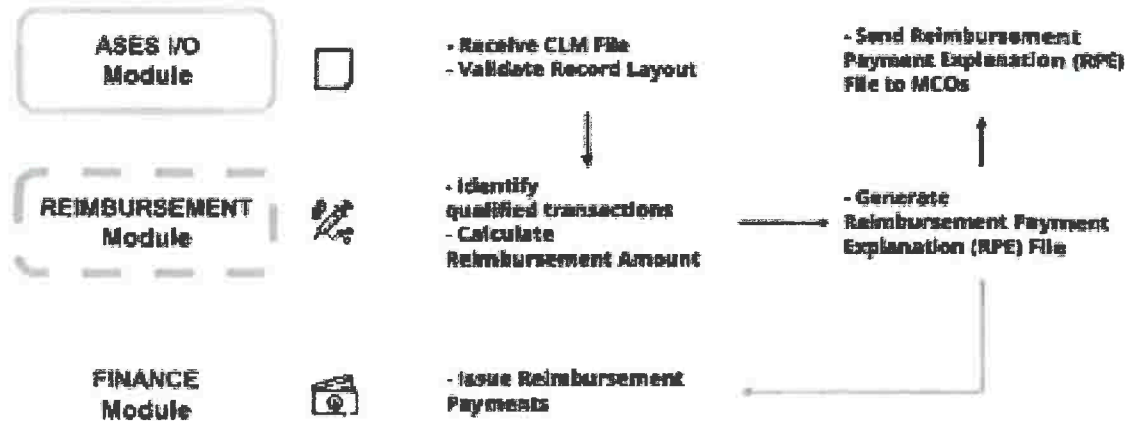 ASES I/O
Module
- Receive CLM File
- Validate Record Layout
- Send Reimbursement
Payment Explanation (RPE)
File to MCOs
REIMBURSEMENT
Module
- Identify
qualified transactions
- Calculate
Reimbursement Amount
- Generate
Reimbursement Payment
Explanation (RPE) File
FINANCE
Module
- Issue Reimbursement
Payments